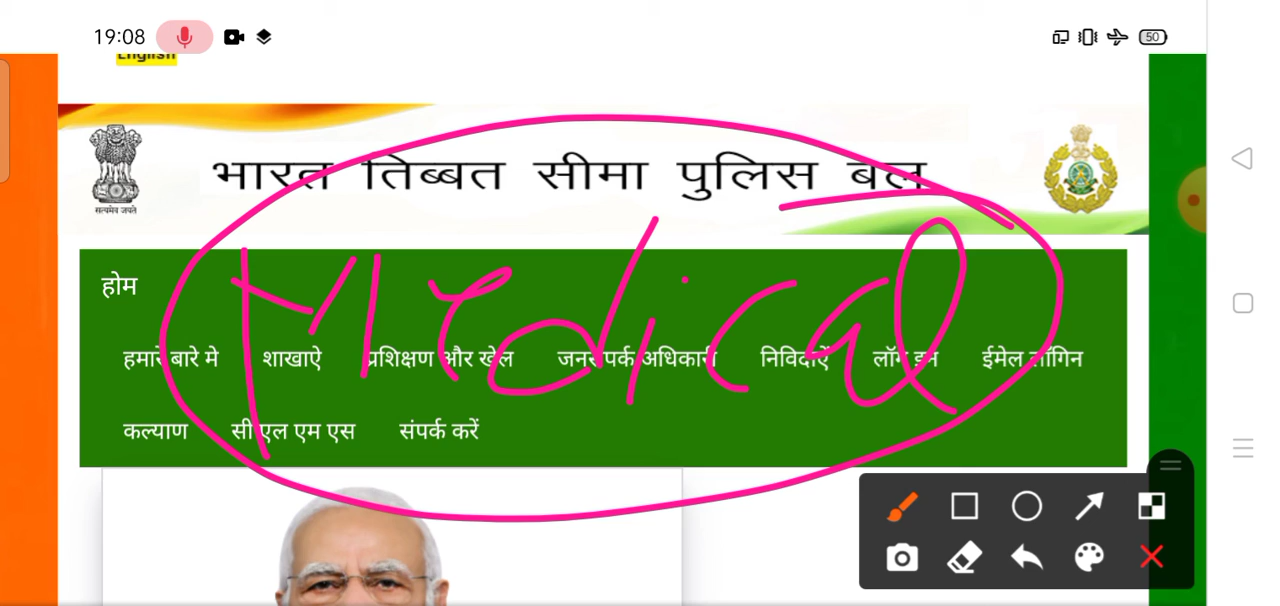 19:08
50
English
सत्यमेव जयते
भारत तिब्बत सीमा पुलिस बल
Medical
होम
हमारे बारे मे शाखाऐ प्रशिक्षण और खेल जनसंपर्क अधिकारी निविदाऐं लॉग इन ईमेल लॉगिन
कल्याण सी एल एम एस संपर्क करें